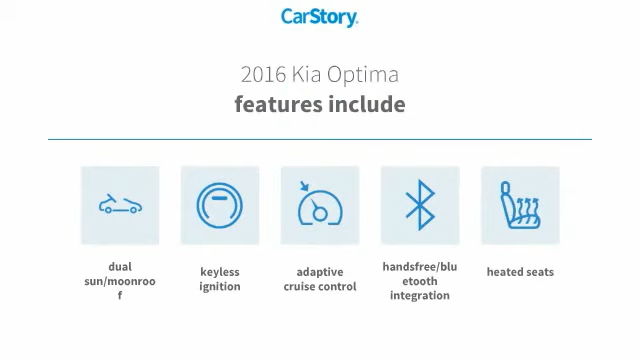 CarStory.
2016 Kia Optima
features include
dual
sun/moonroo
f
keyless
ignition
adaptive
cruise control
handsfree/blu
etooth
integration
heated seats